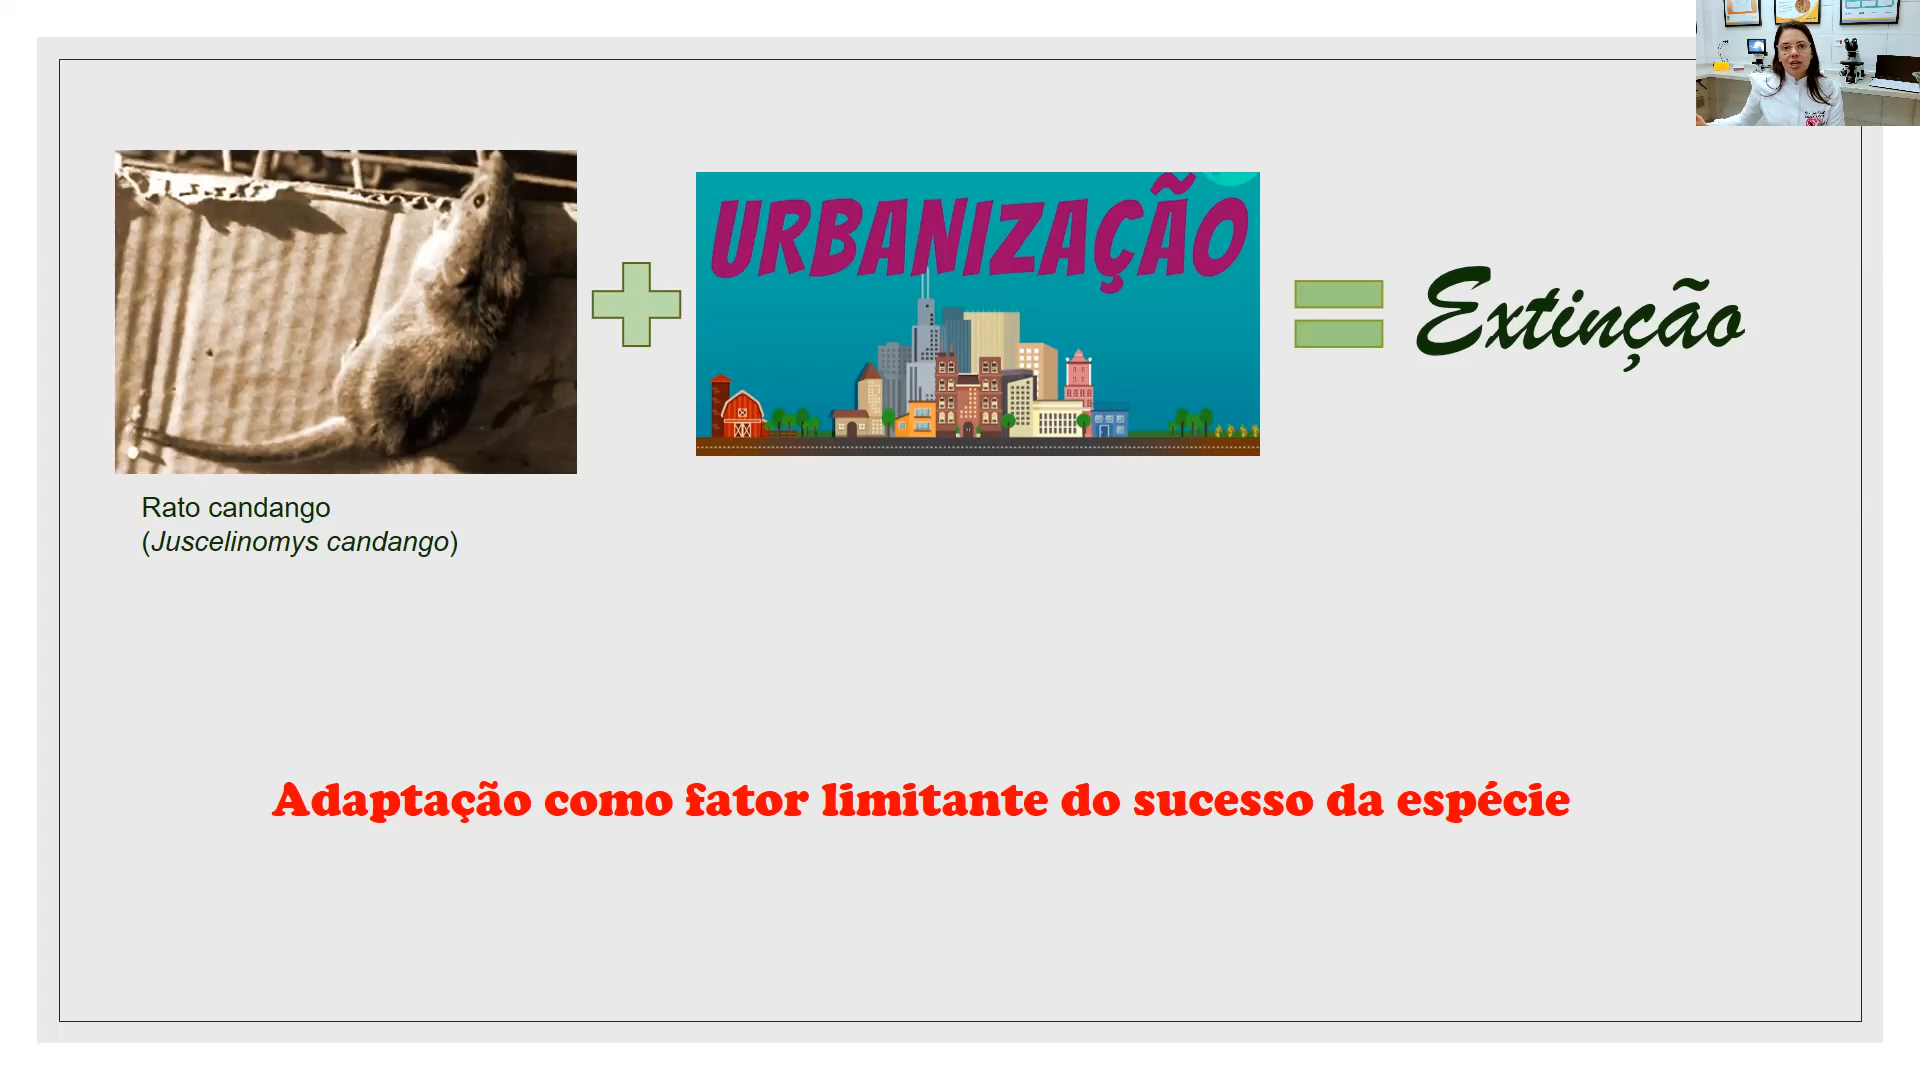 URBANIZAÇÃO
Extinção
Rato candango
(Juscelinomys candango)
Adaptação como fator limitante do sucesso da espécie